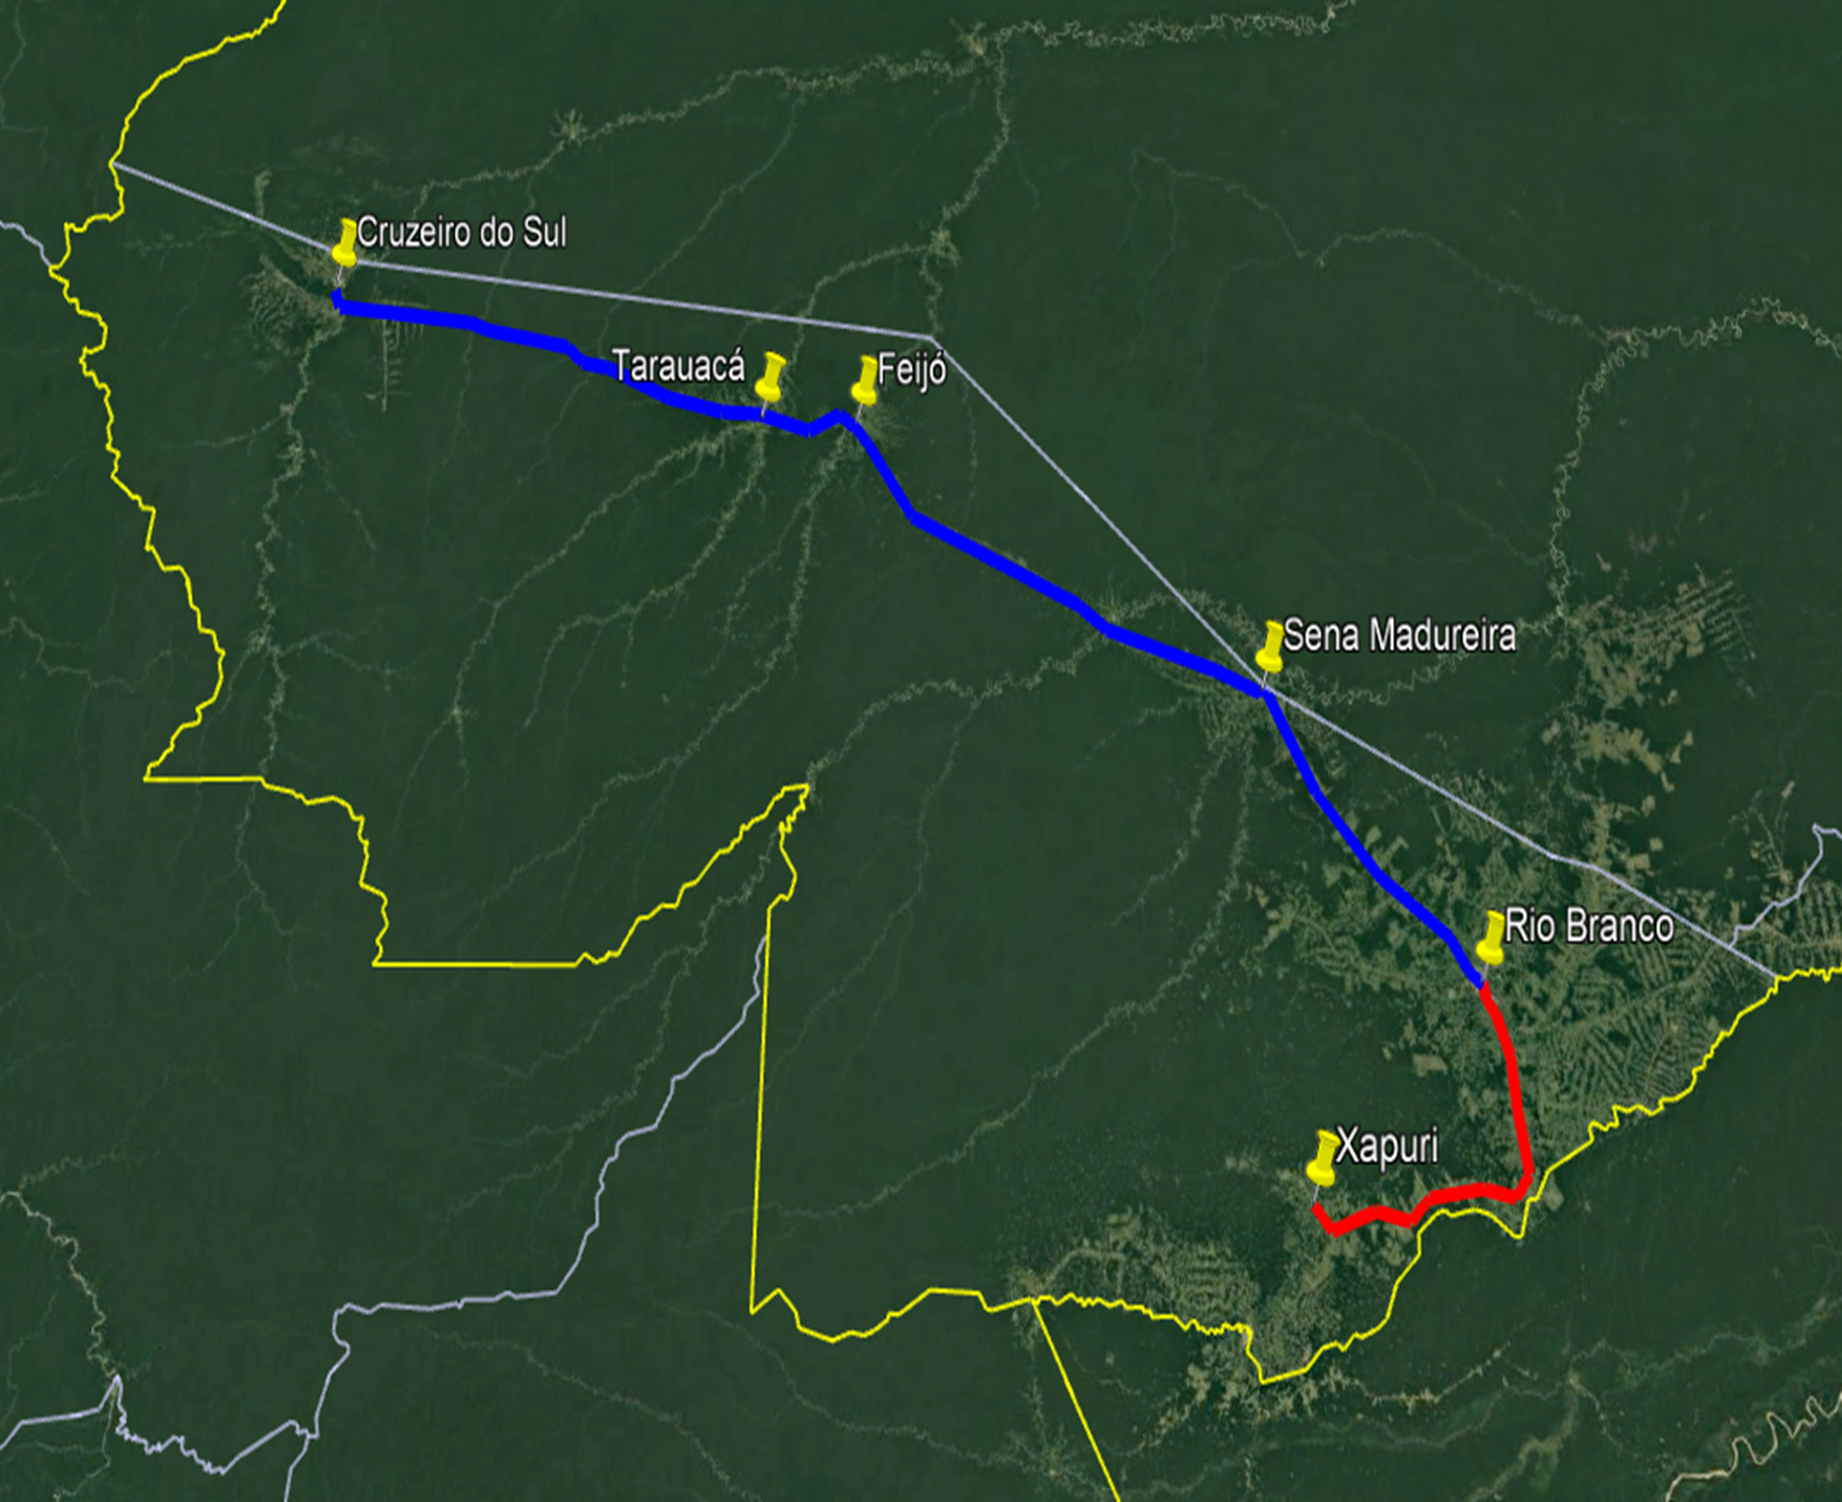 Cruzeiro do Sul
Tarauacá
Feijó
Sena Madureira
Rio Branco
Xapuri